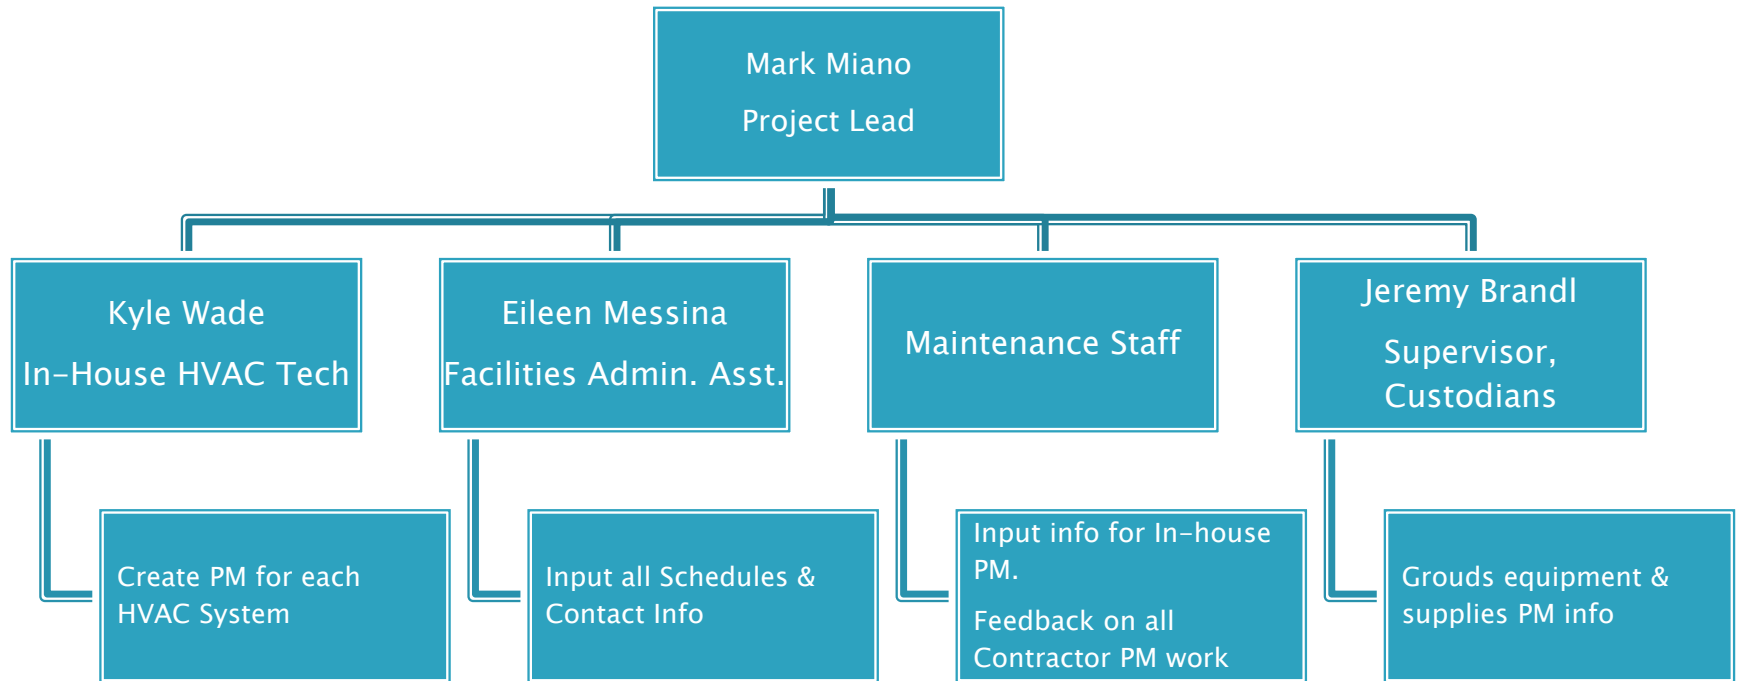 Mark Miano
Project Lead
Kyle Wade
In-House HVAC Tech
Eileen Messina
Facilities Admin. Asst.
Maintenance Staff
Jeremy Brandl
Supervisor,
Custodians
Create PM for each
HVAC System
Input all Schedules &
Contact Info
Input info for In-house
PM.
Feedback on all
Contractor PM work
Grouds equipment &
supplies PM info